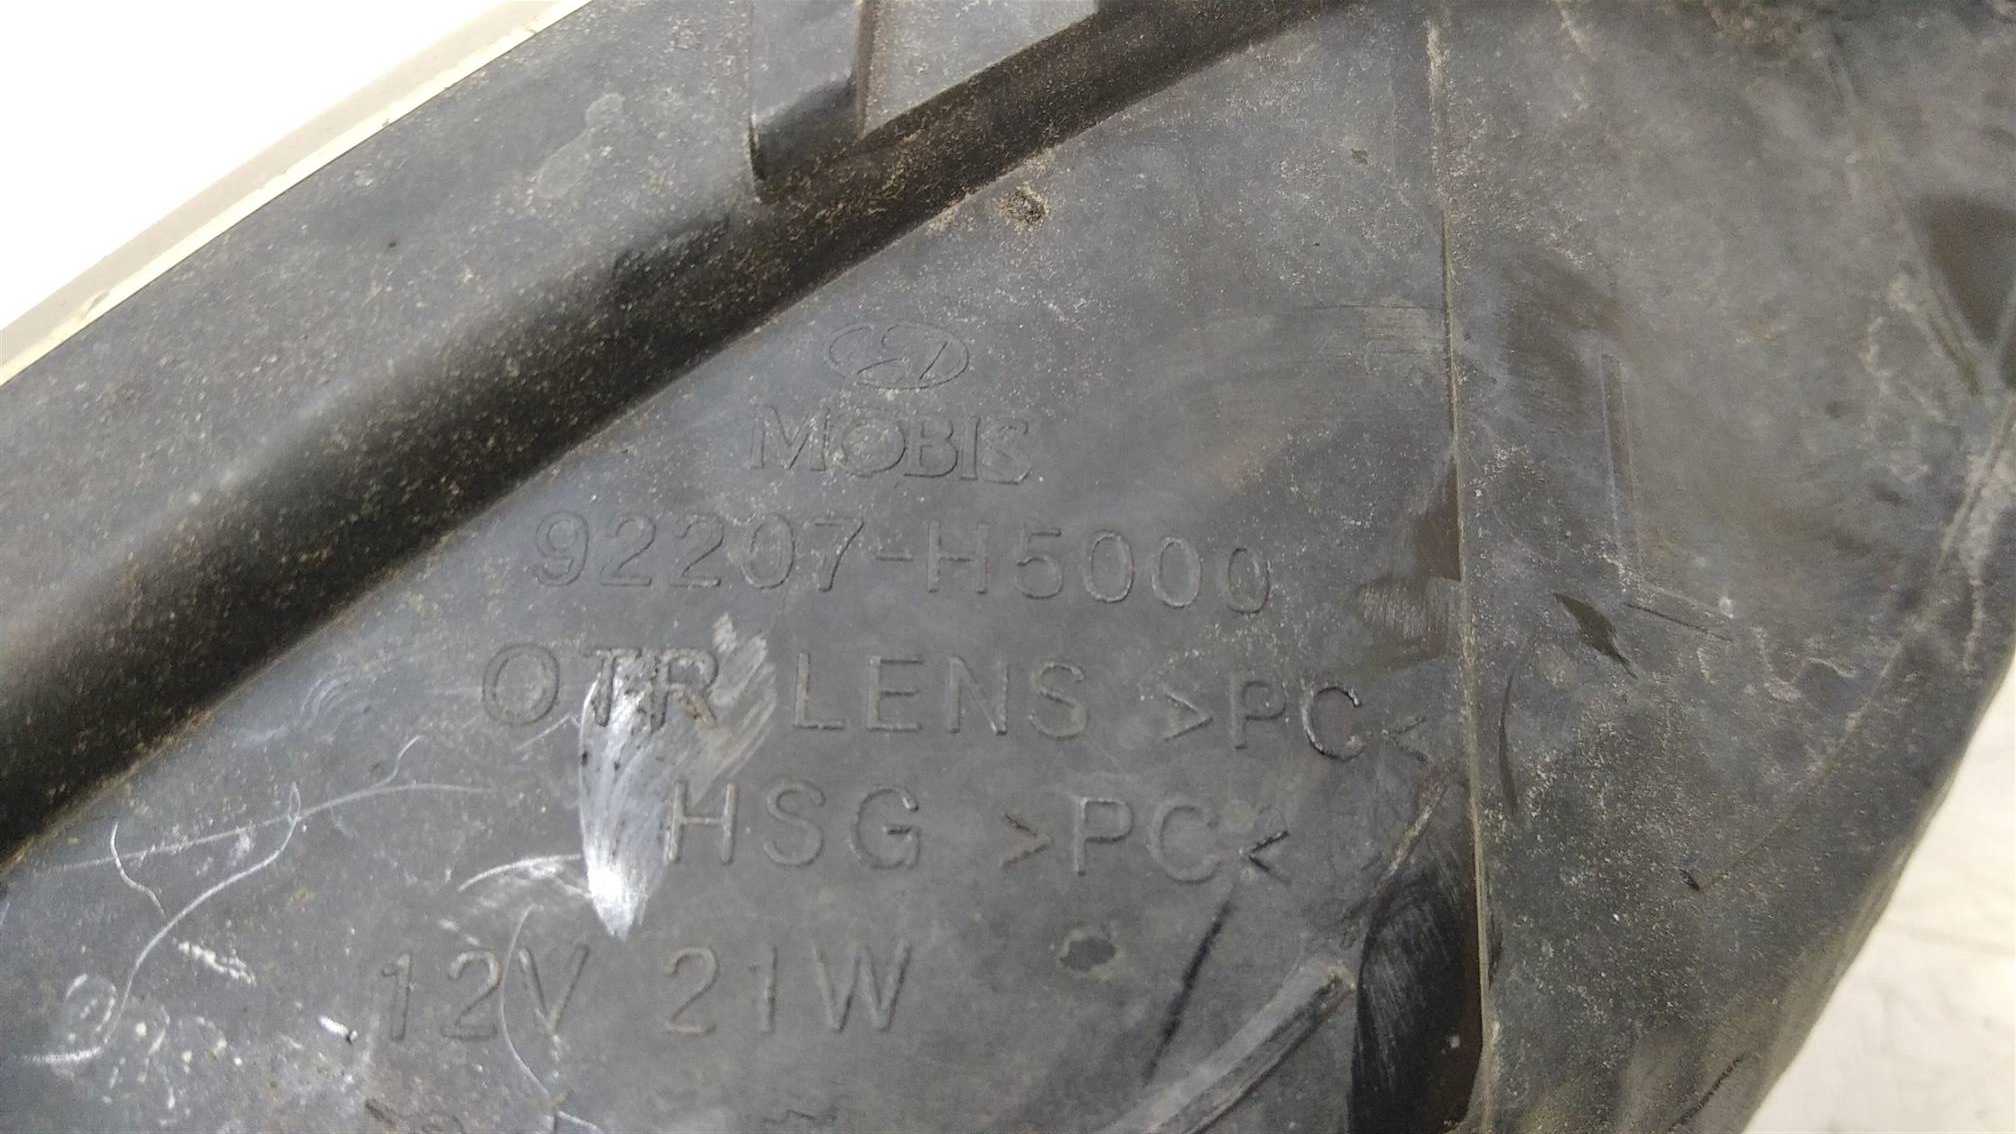 MOBIS
92207-H5000
OTR LENS >PC<
HSG >PC<
12V 21W